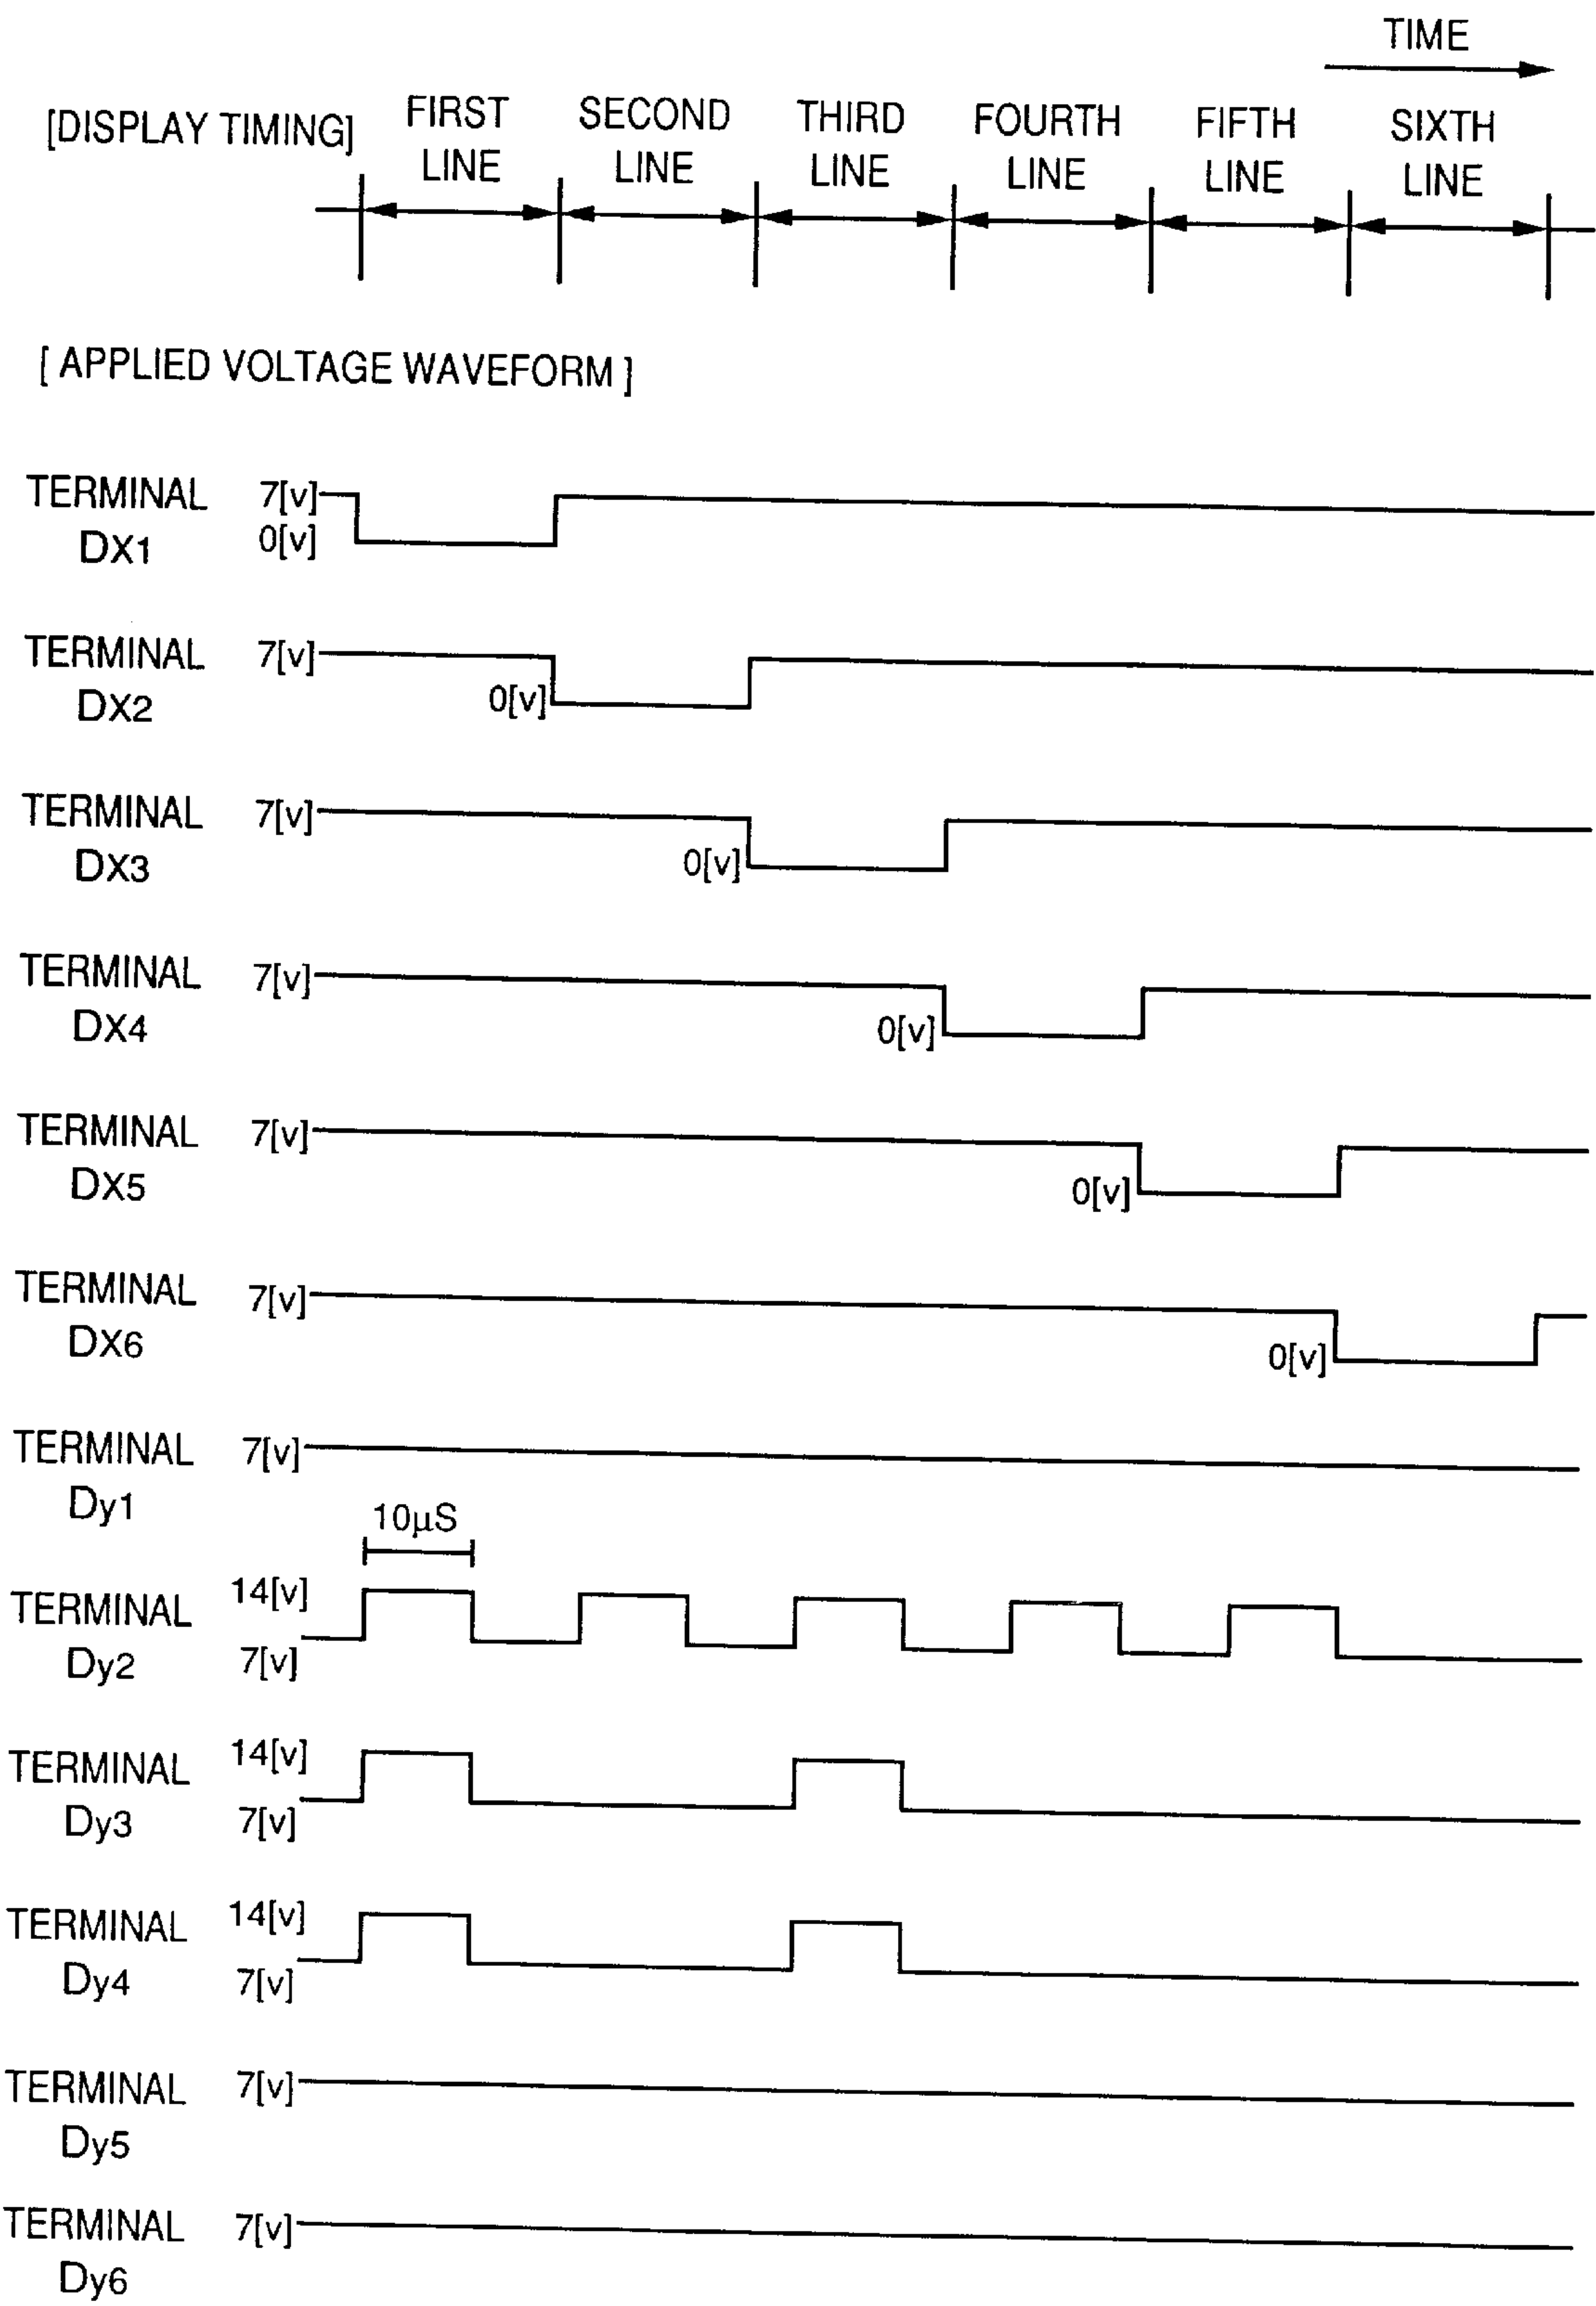 TIME
[DISPLAY TIMING]
FIRST
LINE
SECOND
LINE
THIRD
LINE
FOURTH
LINE
FIFTH
LINE
SIXTH
LINE
[ APPLIED VOLTAGE WAVEFORM ]
TERMINAL
DX1
7[v]
0[v]
TERMINAL
DX2
7[v]
0[v]
TERMINAL
DX3
7[v]
0[v]
TERMINAL
DX4
7[v]
0[v]
TERMINAL
DX5
7[v]
0[v]
TERMINAL
DX6
7[v]
0[v]
TERMINAL
Dy1
7[v]
10μS
TERMINAL
Dy2
14[v]
7[v]
TERMINAL
Dy3
14[v]
7[v]
TERMINAL
Dy4
14[v]
7[v]
TERMINAL
Dy5
7[v]
TERMINAL
Dy6
7[v]